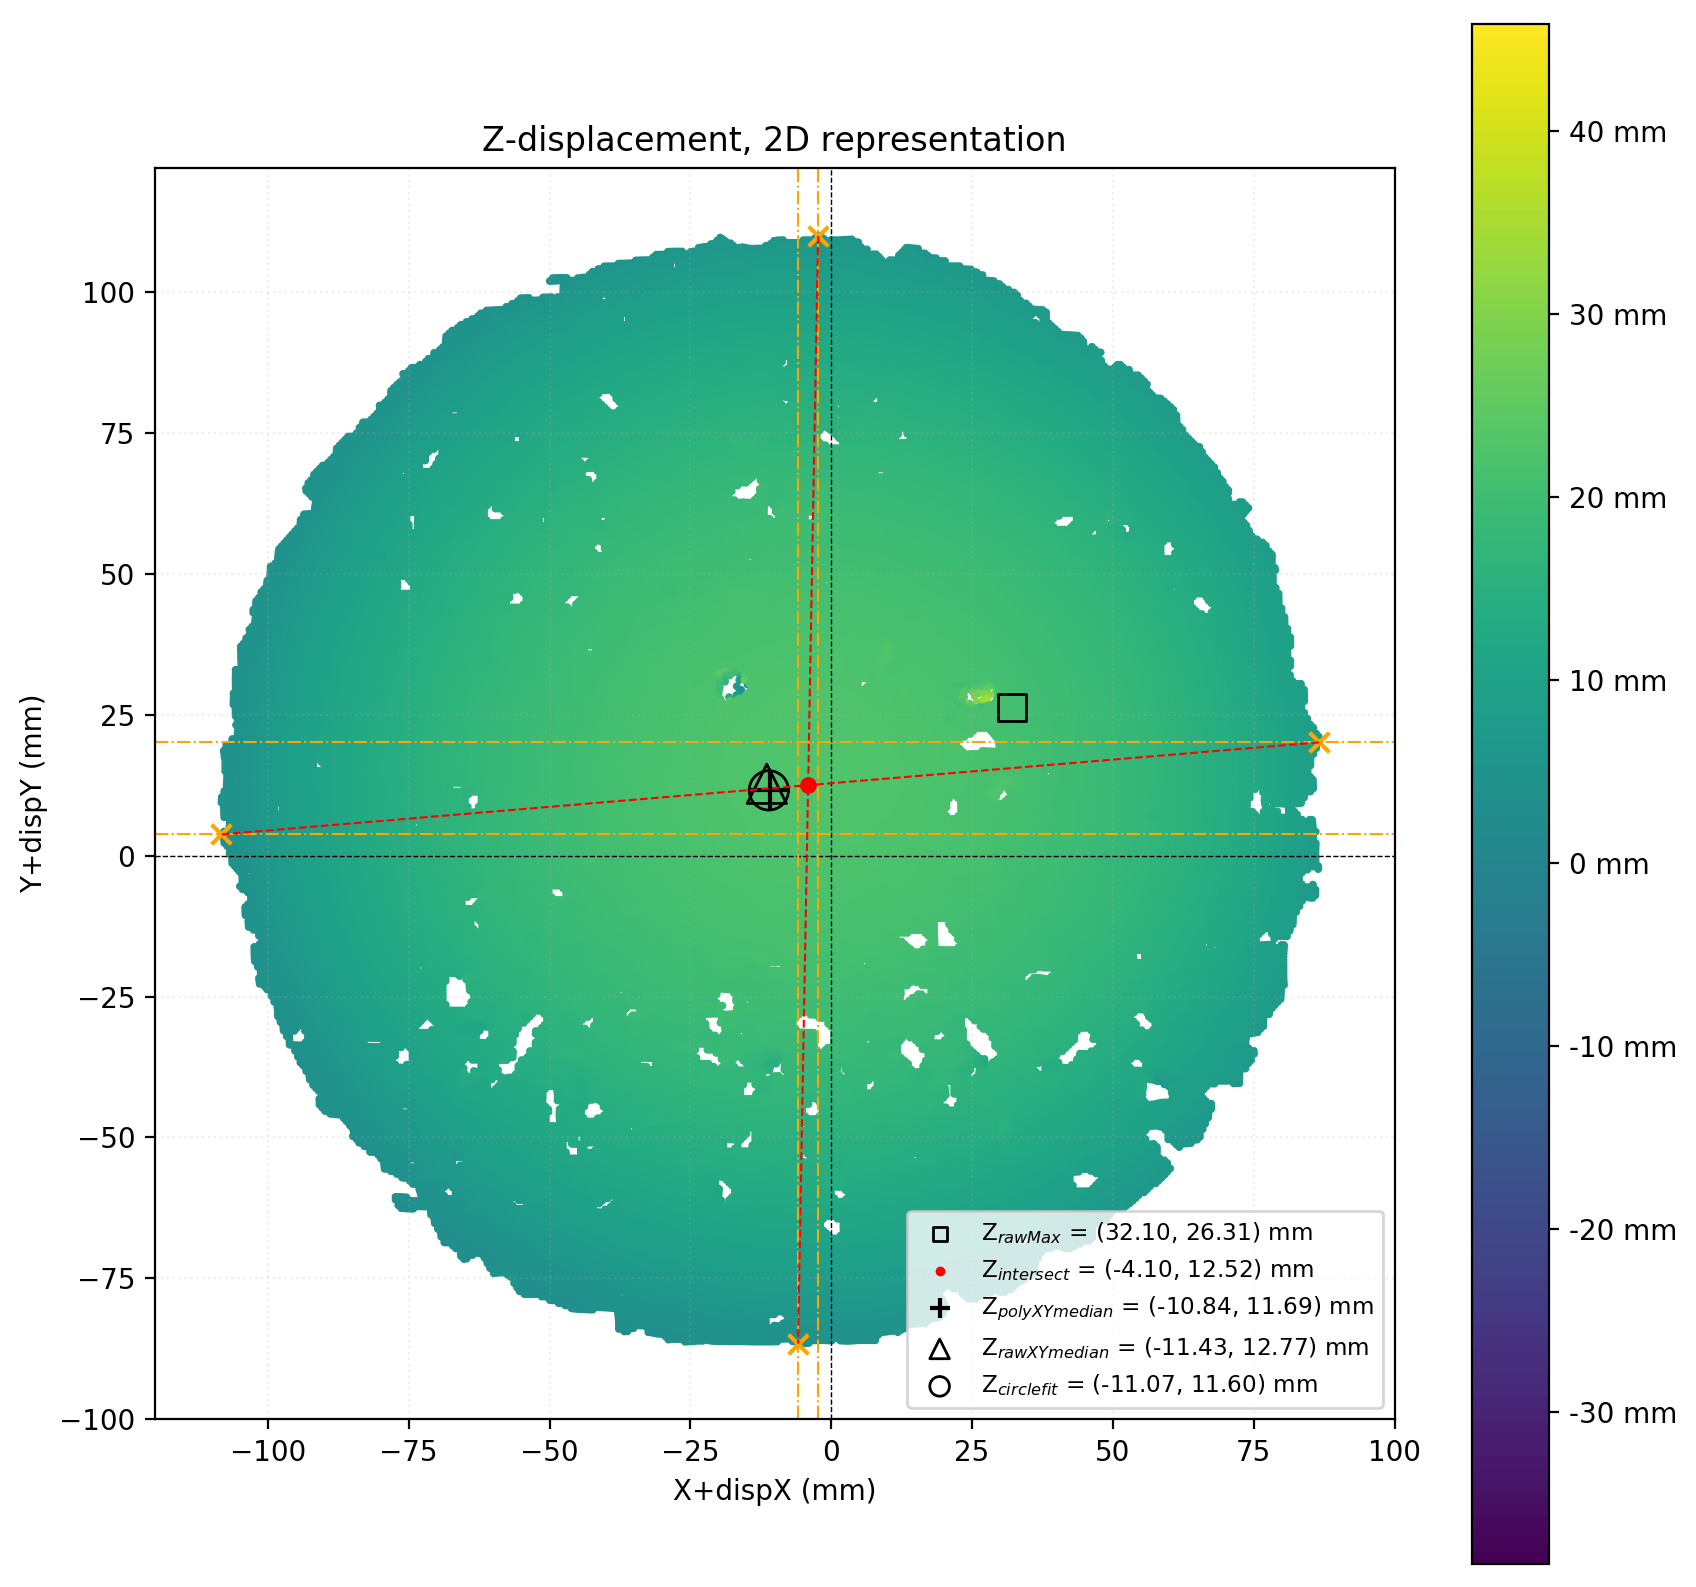 Z-displacement, 2D representation
40 mm
30 mm
20 mm
10 mm
0 mm
-10 mm
-20 mm
-30 mm
100
75
50
25
0
−25
−50
−75
−100
Y+dispY (mm)
Z_rawMax = (32.10, 26.31) mm
Z_intersect = (-4.10, 12.52) mm
Z_polyXYmedian = (-10.84, 11.69) mm
Z_rawXYmedian = (-11.43, 12.77) mm
Z_circlefit = (-11.07, 11.60) mm
−100 −75 −50 −25 0 25 50 75 100
X+dispX (mm)